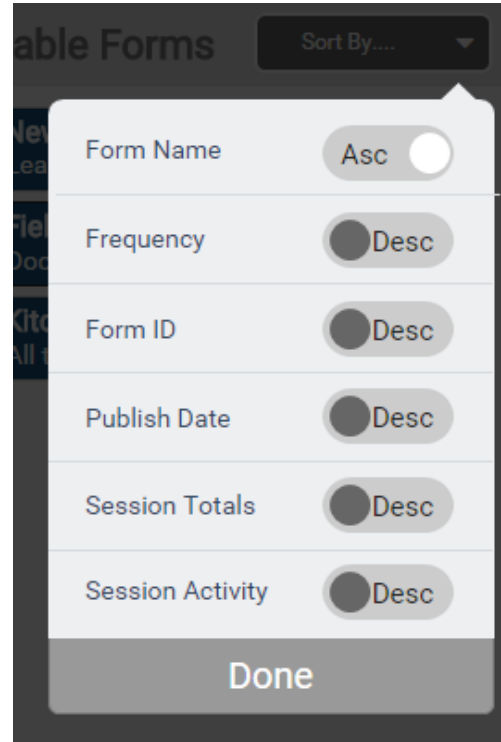 able Forms
Sort By....
Form Name
Asc
Frequency
Desc
Form ID
Desc
Publish Date
Desc
Session Totals
Desc
Session Activity
Desc
Done
All t